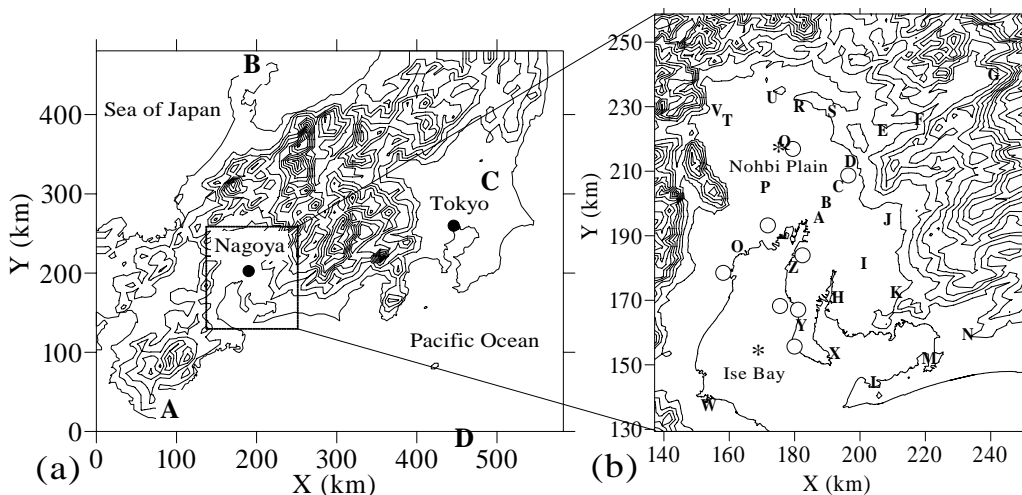 B
Sea of Japan
400
300
200
100
0
Y (km)
C
Tokyo
Nagoya
Pacific Ocean
A
D
(a)
0 100 200 300 400 500
X (km)
250
230
210
190
170
150
130
Y (km)
G
U R S
V T
E F
* Q
Nohbi Plain
D
P
C
B
A
J
O
Z
I
H
K
Y
N
*
X
M
Ise Bay
L
W
(b)
140 160 180 200 220 240
X (km)